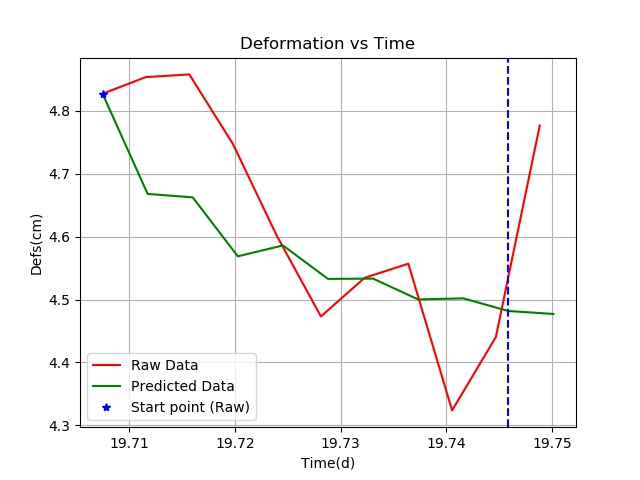 Deformation vs Time
Defs(cm)
4.8
4.7
4.6
4.5
4.4
4.3
Raw Data
Predicted Data
Start point (Raw)
19.71 19.72 19.73 19.74 19.75
Time(d)